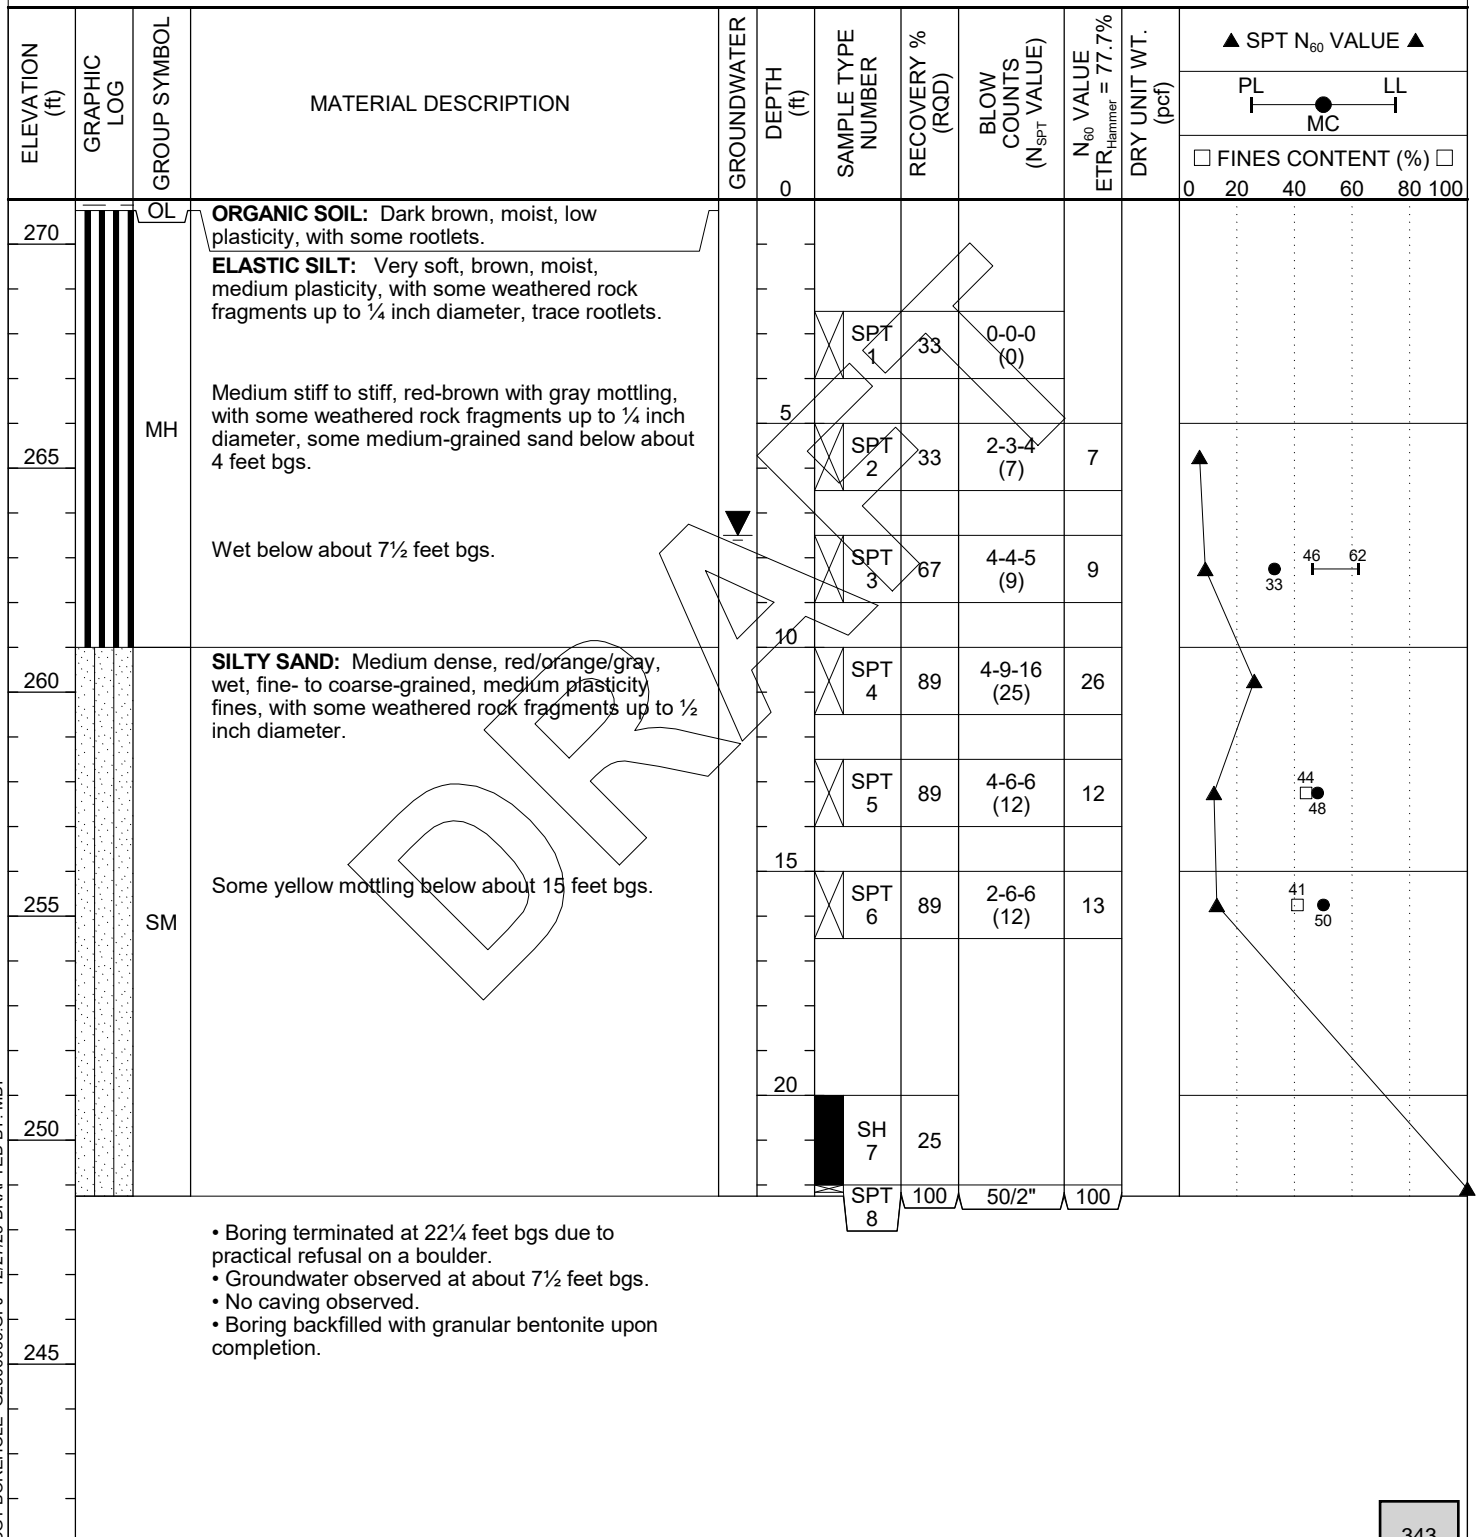 ELEVATION
(ft)
GRAPHIC
LOG
GROUP SYMBOL
MATERIAL DESCRIPTION
GROUNDWATER
DEPTH
(ft)
0
SAMPLE TYPE
NUMBER
RECOVERY %
(RQD)
BLOW
COUNTS
(NSPT VALUE)
N60 VALUE
ETRHammer = 77.7%
DRY UNIT WT.
(pcf)
▲ SPT N60 VALUE ▲
PL LL
MC
□ FINES CONTENT (%) □
0 20 40 60 80 100
OL
ORGANIC SOIL: Dark brown, moist, low
plasticity, with some rootlets.
270
ELASTIC SILT: Very soft, brown, moist,
medium plasticity, with some weathered rock
fragments up to ¼ inch diameter, trace rootlets.
SPT
1
33
0-0-0
(0)
Medium stiff to stiff, red-brown with gray mottling,
with some weathered rock fragments up to ¼ inch
diameter, some medium-grained sand below about
4 feet bgs.
MH
5
265
SPT
2
33
2-3-4
(7)
7
Wet below about 7½ feet bgs.
SPT
3
67
4-4-5
(9)
9
33
46 62
10
SILTY SAND: Medium dense, red/orange/gray,
wet, fine- to coarse-grained, medium plasticity
fines, with some weathered rock fragments up to ½
inch diameter.
260
SPT
4
89
4-9-16
(25)
26
SPT
5
89
4-6-6
(12)
12
44
48
15
Some yellow mottling below about 15 feet bgs.
255
SM
SPT
6
89
2-6-6
(12)
13
41
50
20
250
SH
7
25
SPT
8
100
50/2"
100
DRAFT
• Boring terminated at 22¼ feet bgs due to
practical refusal on a boulder.
• Groundwater observed at about 7½ feet bgs.
• No caving observed.
• Boring backfilled with granular bentonite upon
completion.
245
343